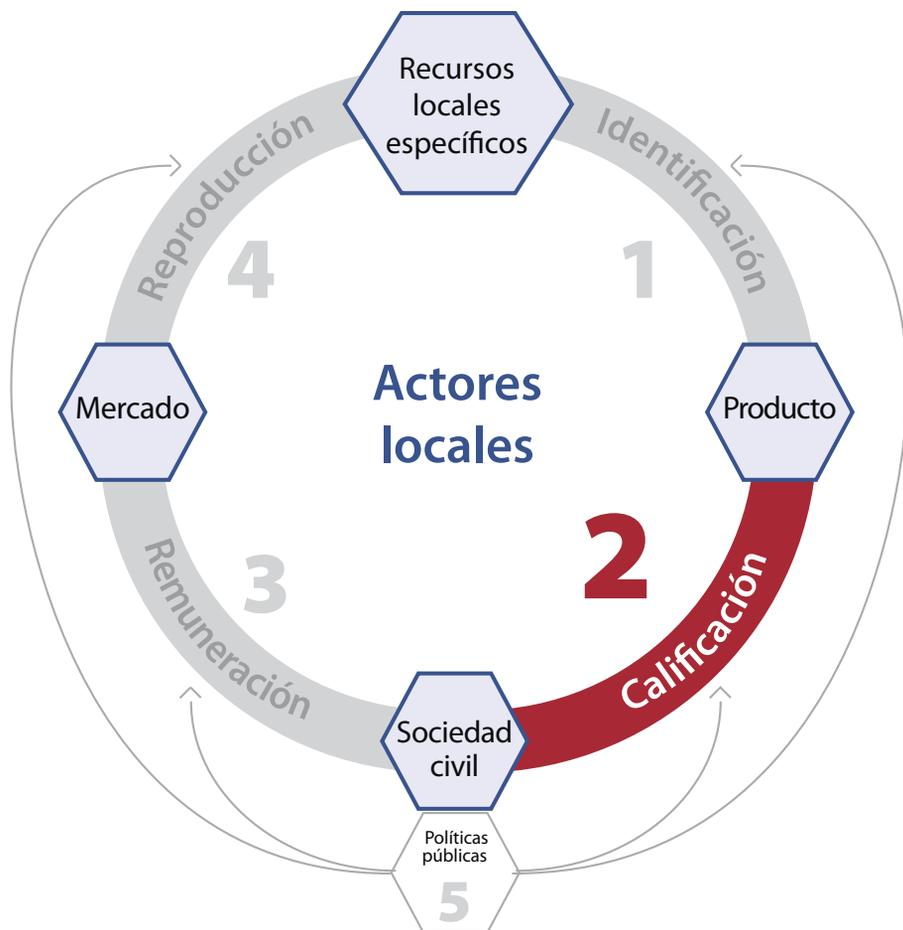 Recursos
locales
específicos
Identificación
1
Producto
2
Calificación
Sociedad
civil
3
Remuneración
Mercado
4
Reproducción
Actores
locales
Políticas
públicas
5